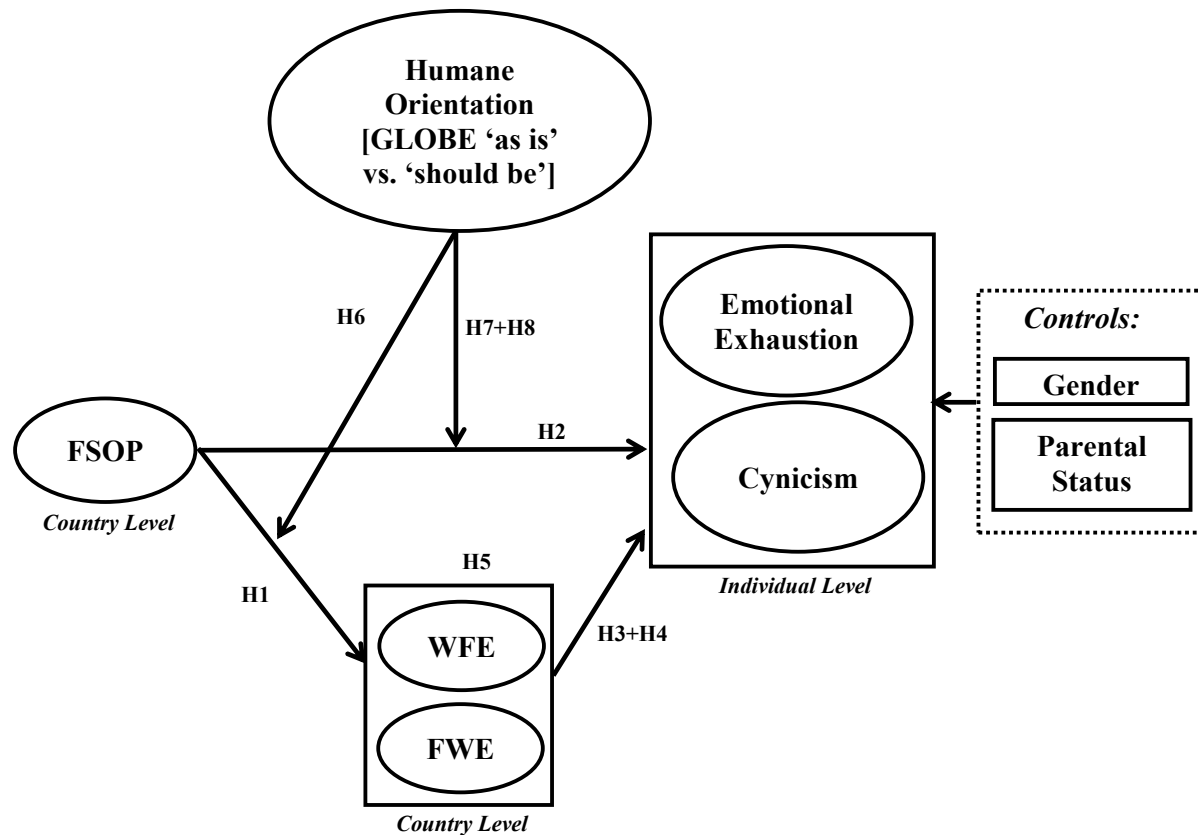 Humane
Orientation
[GLOBE ‘as is’
vs. ‘should be’]
H6
H7+H8
Emotional
Exhaustion
Controls:
Gender
FSOP
H2
Cynicism
Parental
Status
Country Level
H5
Individual Level
H1
WFE
H3+H4
FWE
Country Level